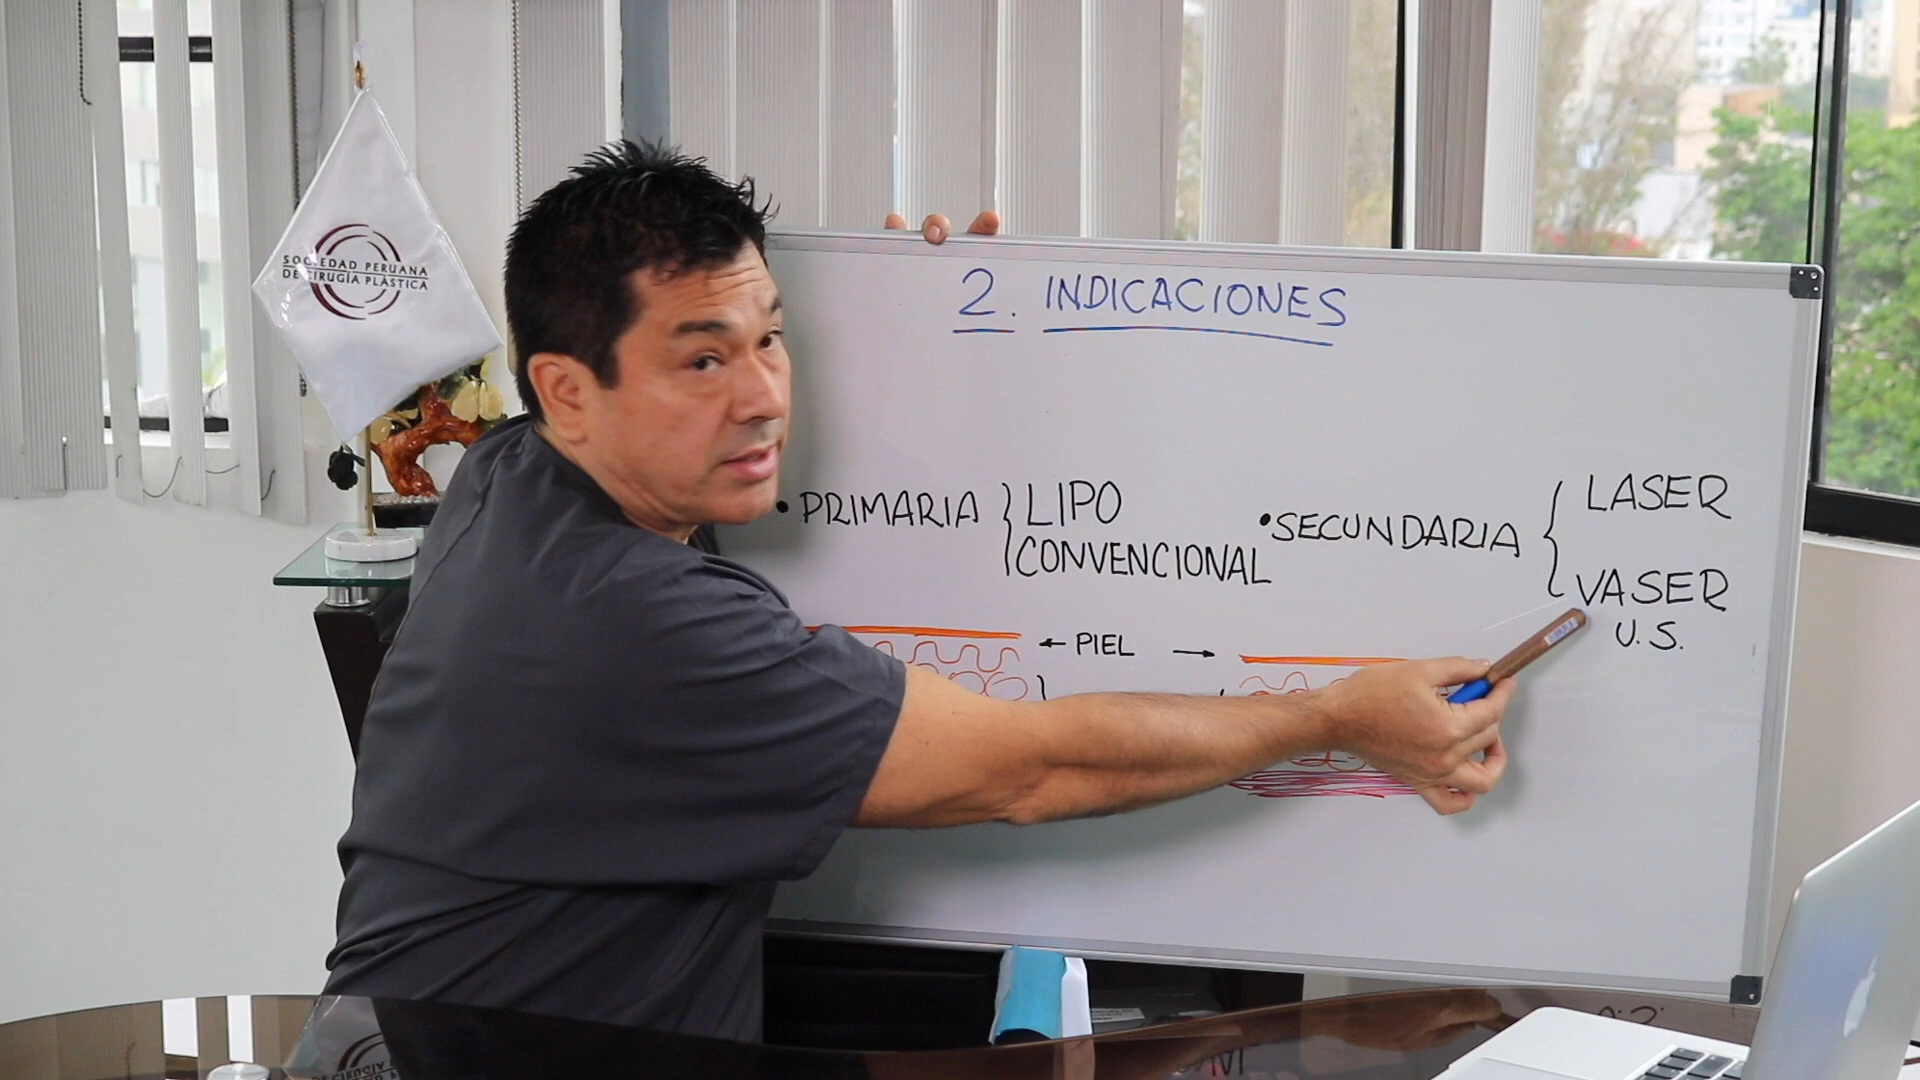 SOCIEDAD PERUANA
DE CIRUGÍA PLÁSTICA
2. INDICACIONES
• PRIMARIA } LIPO
CONVENCIONAL
• SECUNDARIA { LASER
VASER
U.S.
← PIEL →